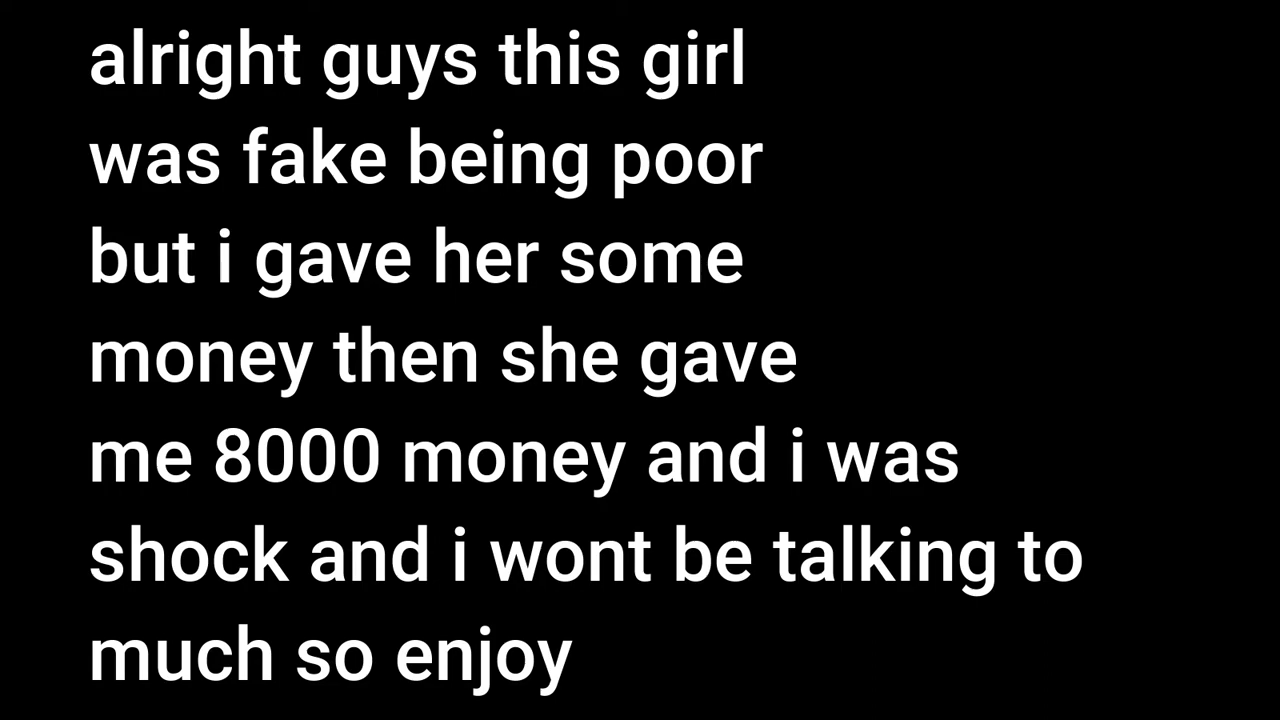 alright guys this girl
was fake being poor
but i gave her some
money then she gave
me 8000 money and i was
shock and i wont be talking to
much so enjoy